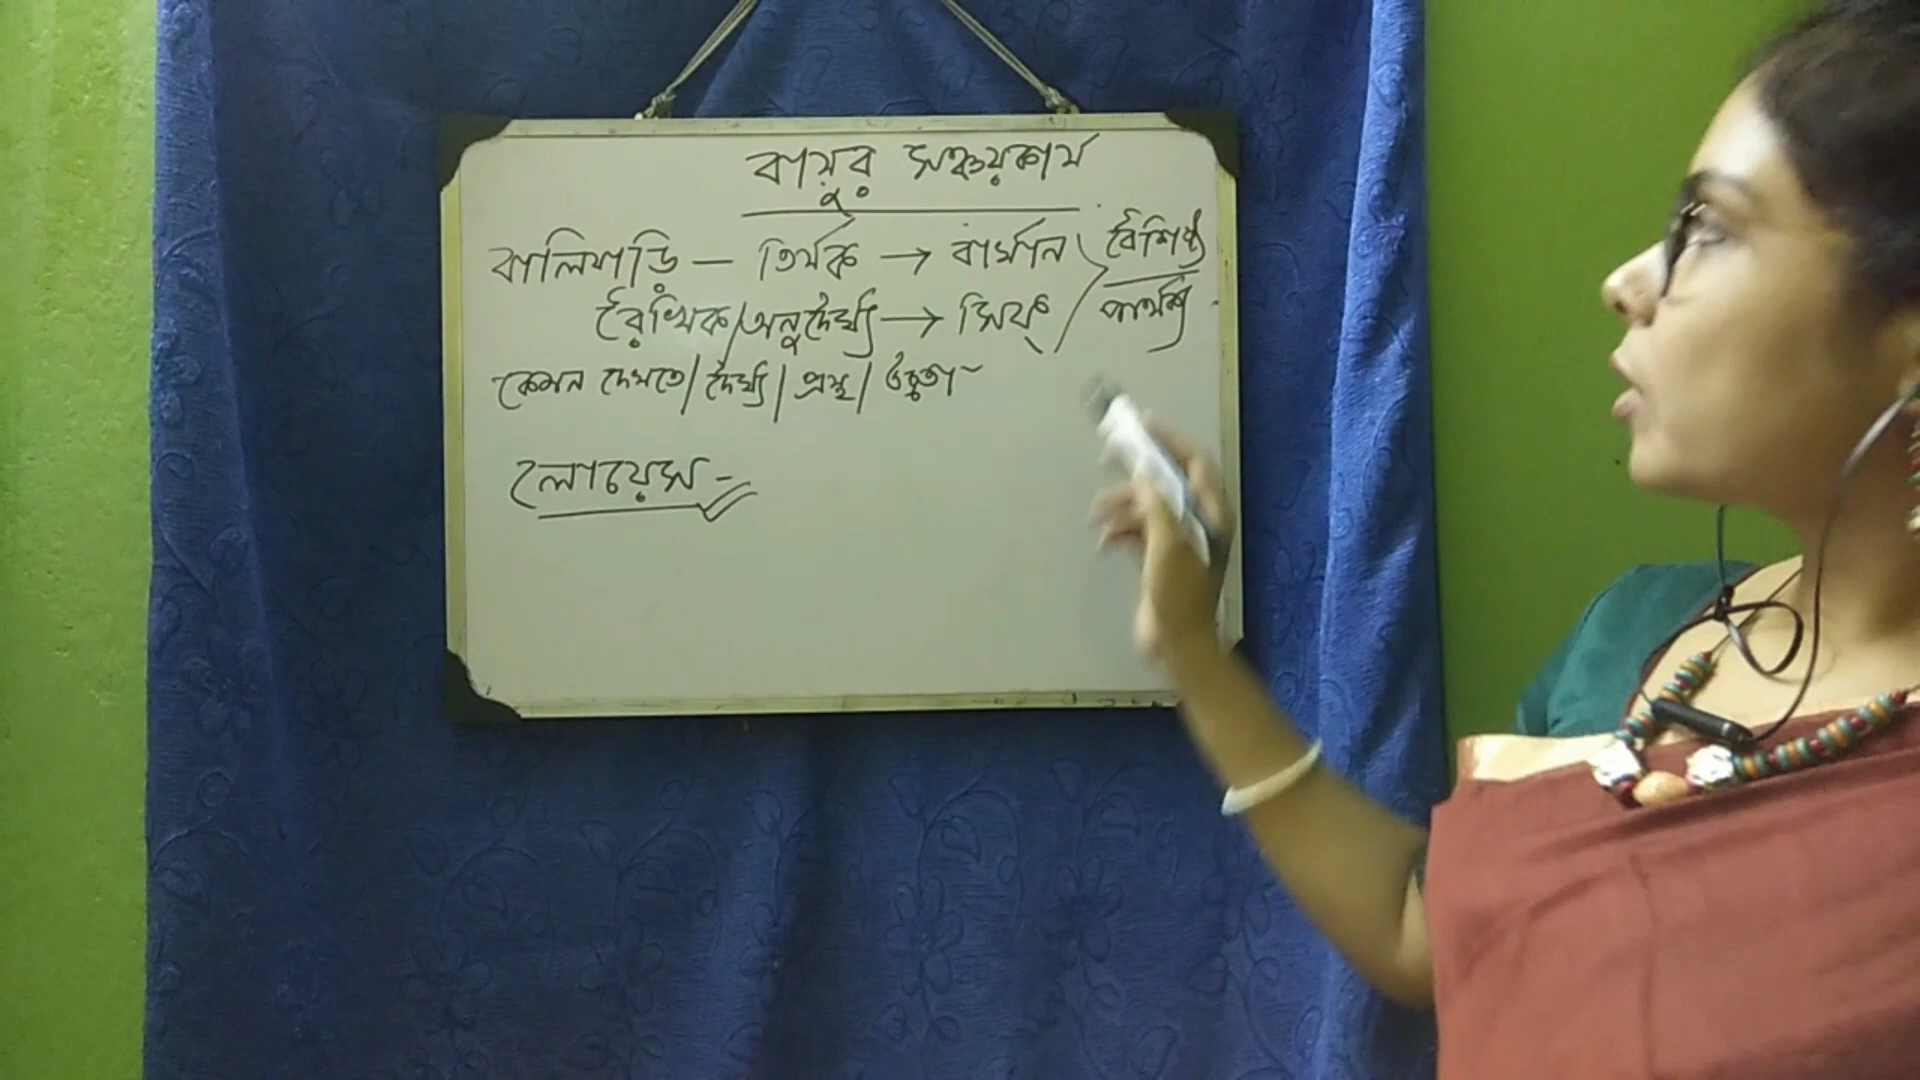 বায়ুর সঞ্চয়কার্য
বালিয়াড়ি — তির্যক → বার্খান } বৈশিষ্ট্য
রৈখিক/অনুদৈর্ঘ্য → সিফ্ / পার্থক্য
কেমন দেখতে/ দৈর্ঘ্য/ প্রস্থ/ উচ্চতা -
লোয়েস -